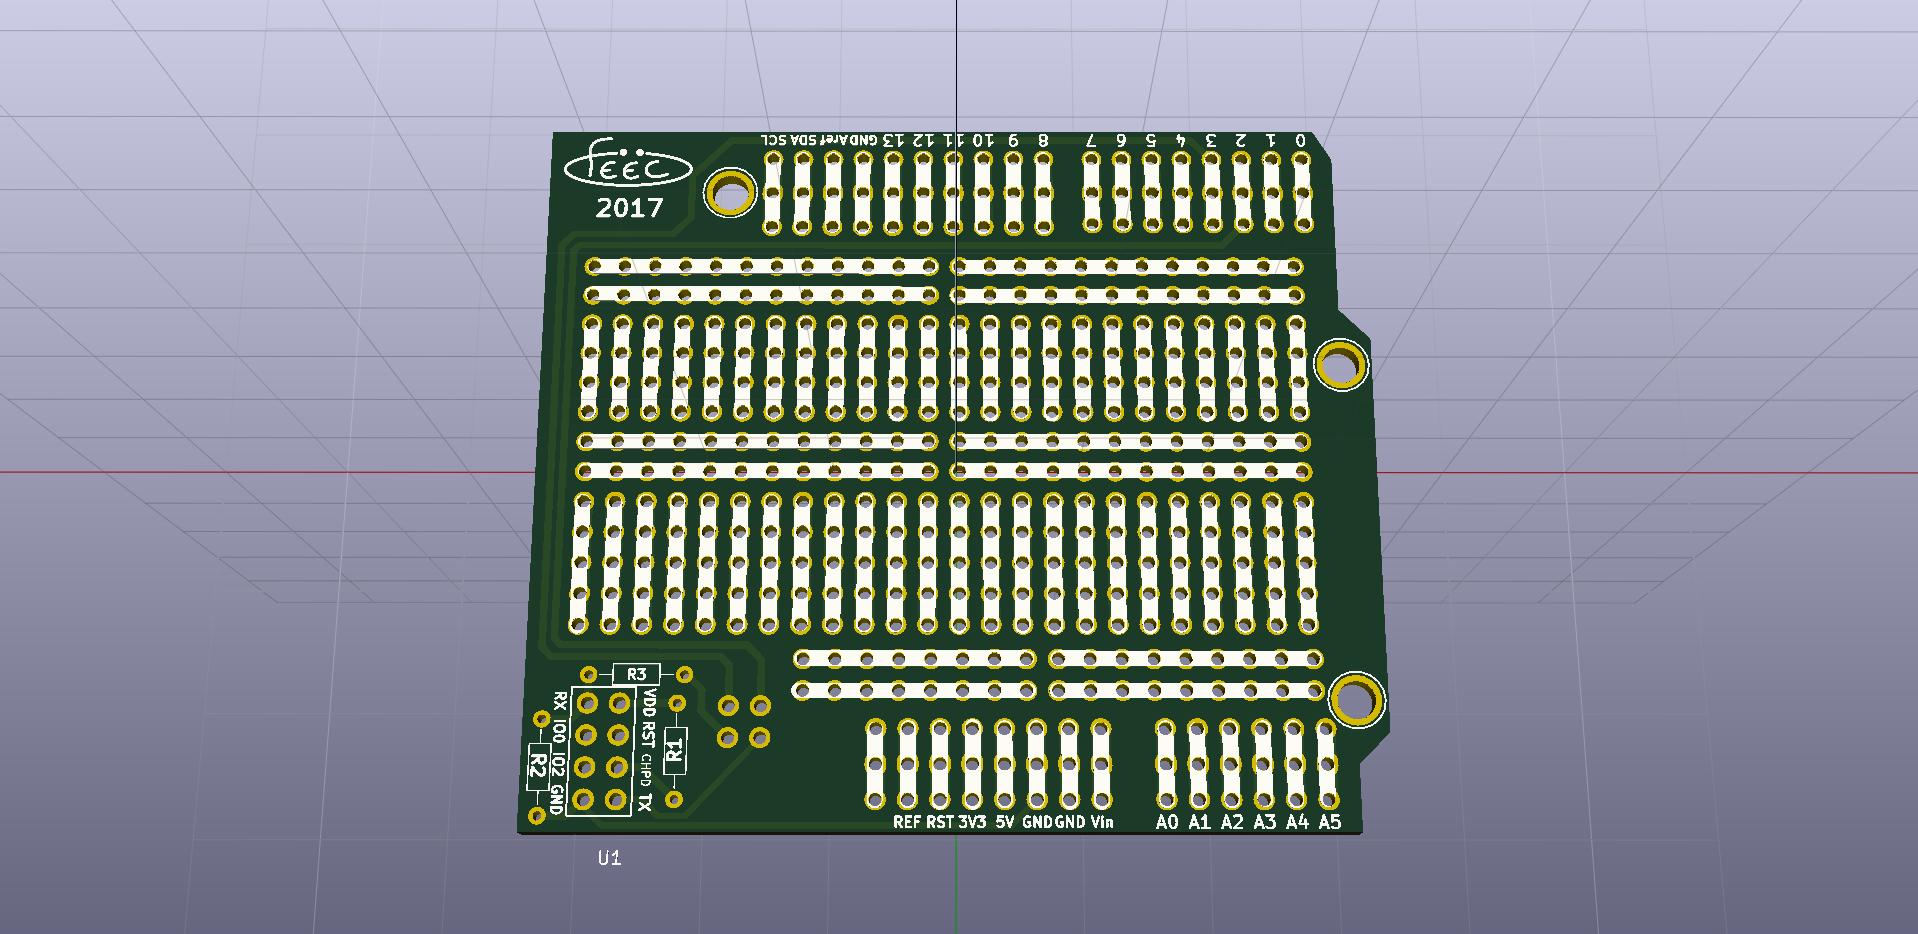 SCL SDA Aref GND 13 12 11 10 9 8 7 6 5 4 3 2 1 0
feec
2017
R3
RX IO0 IO2 GND
VDD RST CHPD TX
R2
R1
REF RST 3V3 5V GND GND Vin A0 A1 A2 A3 A4 A5
U1